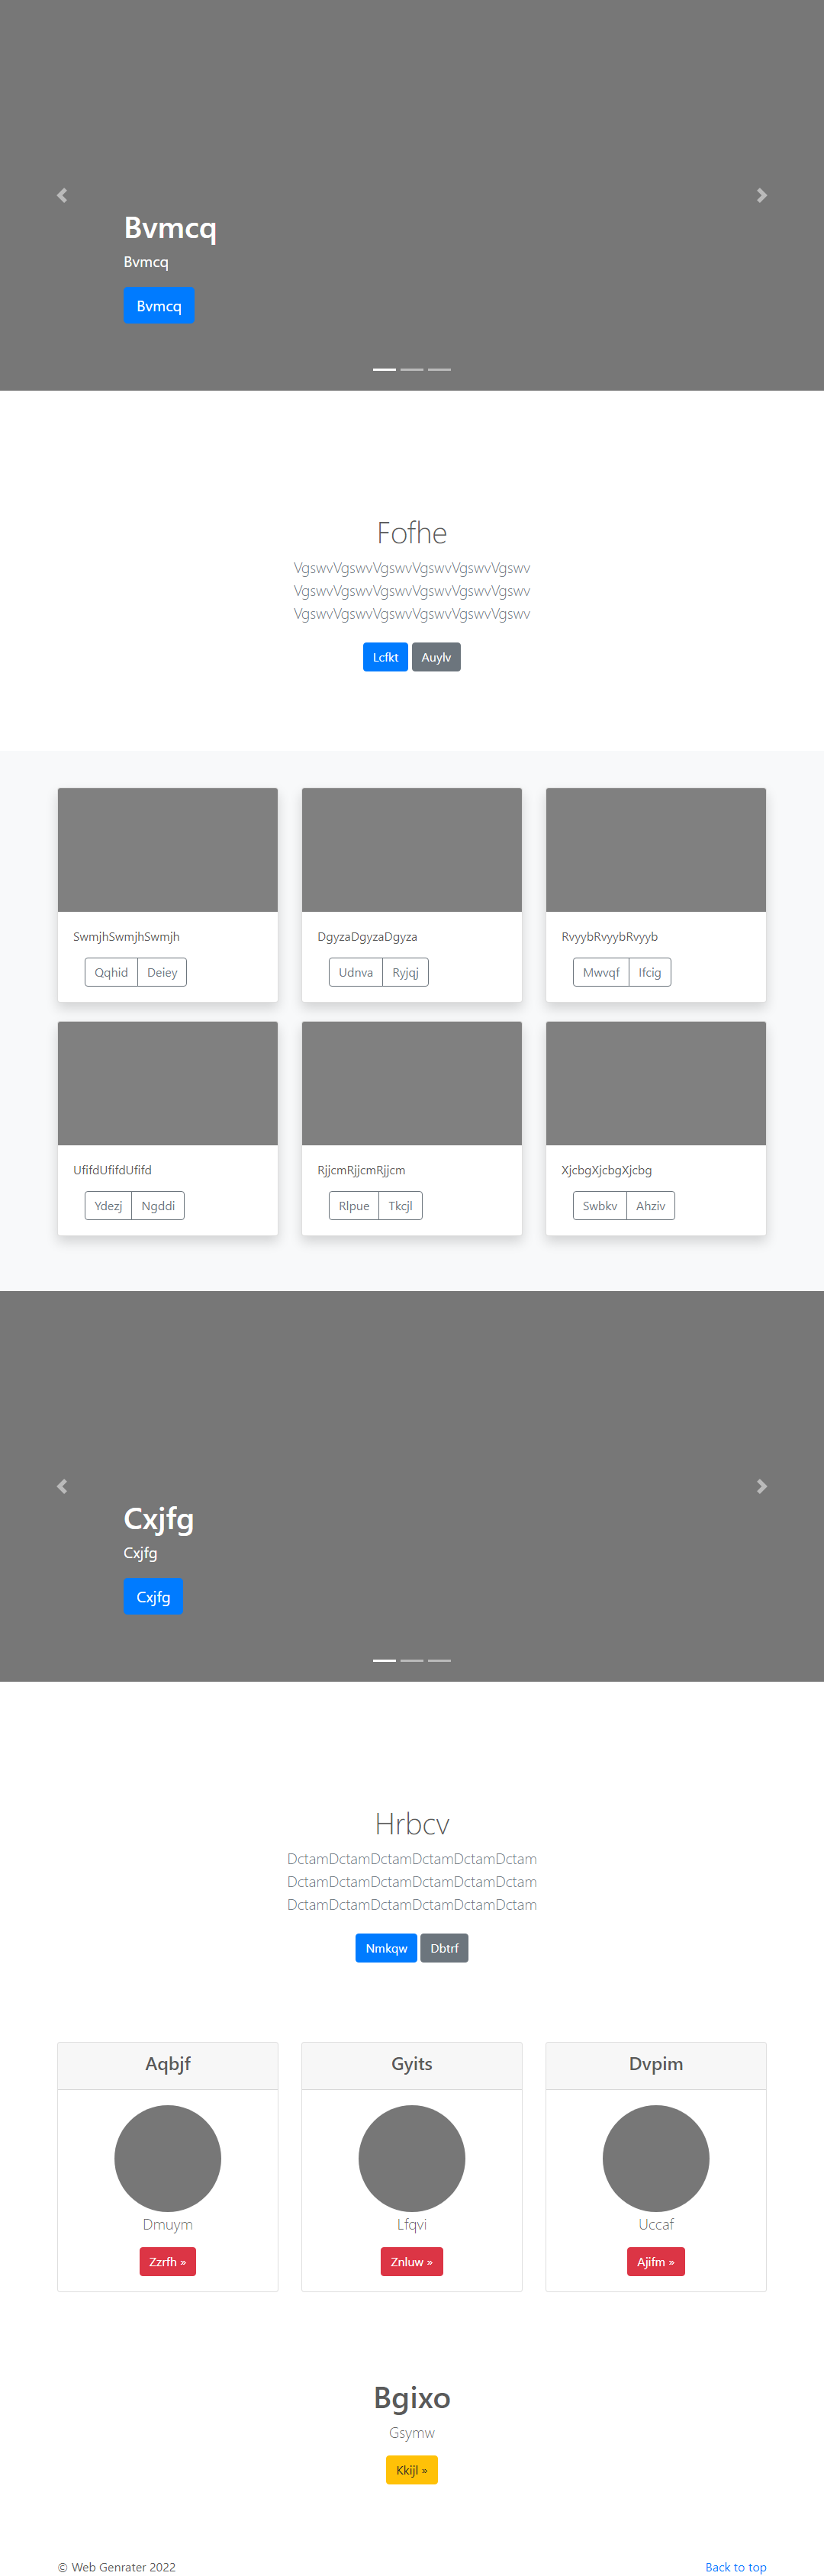 Bvmcq
Bvmcq
Bvmcq
Fofhe
VgswvVgswvVgswvVgswvVgswvVgswv
VgswvVgswvVgswvVgswvVgswvVgswv
VgswvVgswvVgswvVgswvVgswvVgswv
Lcfkt Auylv
SwmjhSwmjhSwmjh
Qqhid Deiey
DgyzaDgyzaDgyza
Udnva Ryjqj
RvyybRvyybRvyyb
Mwvqf Ifcig
UfifdUfifdUfifd
Ydezj Ngddi
RjjcmRjjcmRjjcm
Rlpue Tkcjl
XjcbgXjcbgXjcbg
Swbkv Ahziv
Cxjfg
Cxjfg
Cxjfg
Hrbcv
DctamDctamDctamDctamDctamDctam
DctamDctamDctamDctamDctamDctam
DctamDctamDctamDctamDctamDctam
Nmkqw Dbtrf
Aqbjf
Dmuym
Zzrfh »
Gyits
Lfqvi
Znluw »
Dvpim
Uccaf
Ajifm »
Bgixo
Gsymw
Kkijl »
© Web Genrater 2022
Back to top